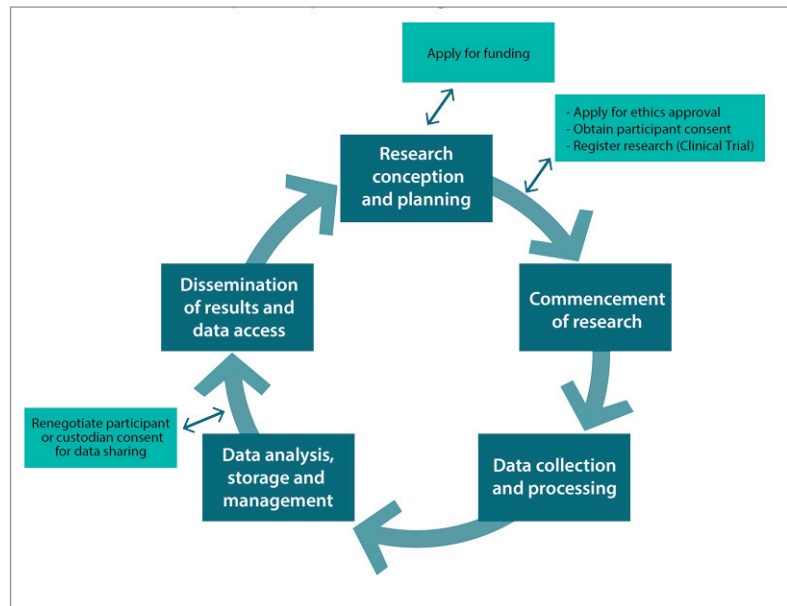 Apply for funding
- Apply for ethics approval
- Obtain participant consent
- Register research (Clinical Trial)
Research
conception
and planning
Commencement
of research
Data collection
and processing
Data analysis,
storage and
management
Renegotiate participant
or custodian consent
for data sharing
Dissemination
of results and
data access